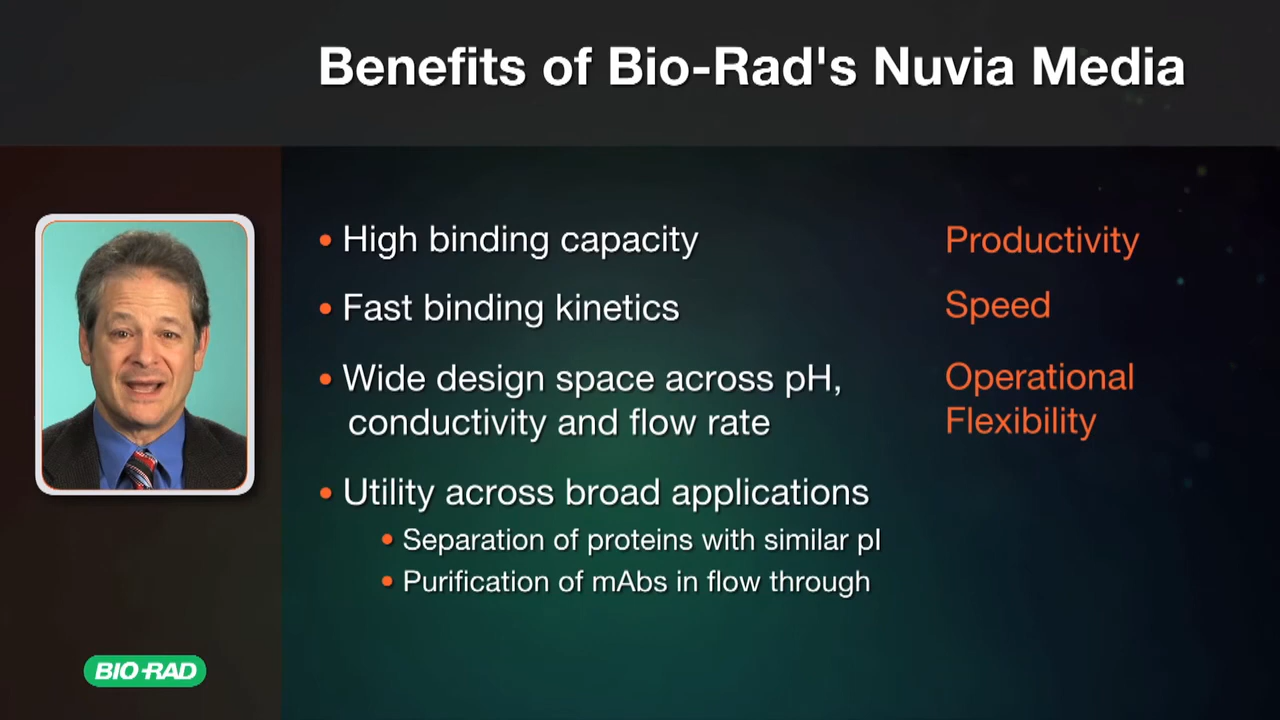 Benefits of Bio-Rad's Nuvia Media
• High binding capacity
Productivity
• Fast binding kinetics
Speed
• Wide design space across pH,
conductivity and flow rate
Operational
Flexibility
• Utility across broad applications
• Separation of proteins with similar pI
• Purification of mAbs in flow through
BIO-RAD